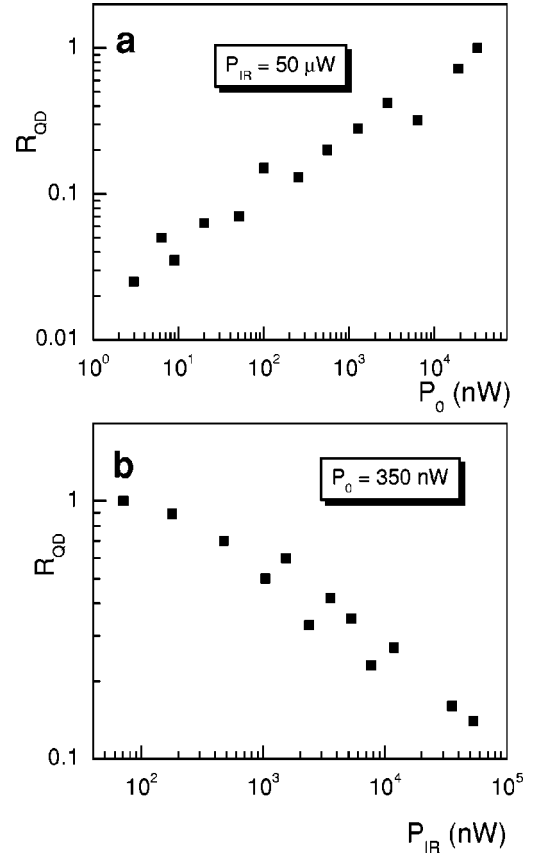 a
P_IR = 50 μW
R_QD
1
0.1
0.01
10^0 10^1 10^2 10^3 10^4
P_0 (nW)
b
P_0 = 350 nW
R_QD
1
0.1
10^2 10^3 10^4 10^5
P_IR (nW)